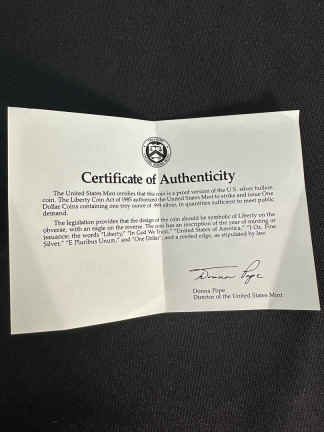 Certificate of Authenticity
The United States Mint certifies that this coin is a proof version of the U.S. silver bullion
coin. The Liberty Coin Act of 1985 authorized the United States Mint to strike and issue One
Dollar Coins containing one troy ounce of .999 silver, in quantities sufficient to meet public
demand.
The legislation provides that the design of the coin should be symbolic of Liberty on the
obverse, with an eagle on the reverse. The coin has an inscription of the year of minting or
issuance; the words "Liberty," "In God We Trust," "United States of America," "1 Oz. Fine
Silver," "E Pluribus Unum," and "One Dollar", and a reeded edge, as stipulated by law.
Donna Pope
Donna Pope
Director of the United States Mint